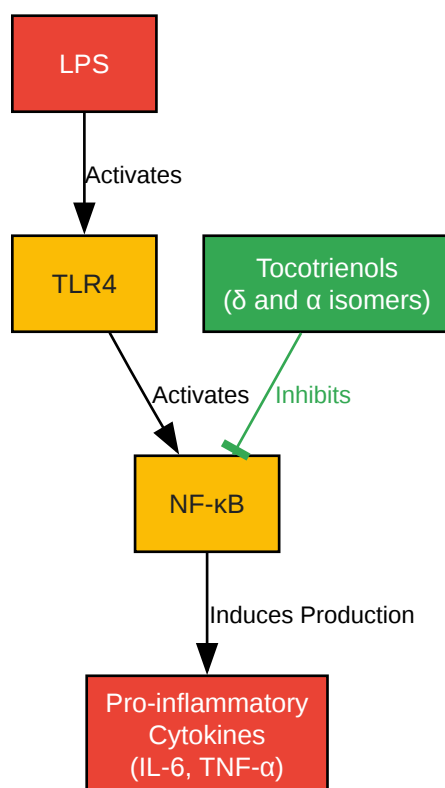 LPS
Activates
TLR4
Tocotrienols
(δ and α isomers)
Activates
Inhibits
NF-κB
Induces Production
Pro-inflammatory
Cytokines
(IL-6, TNF-α)